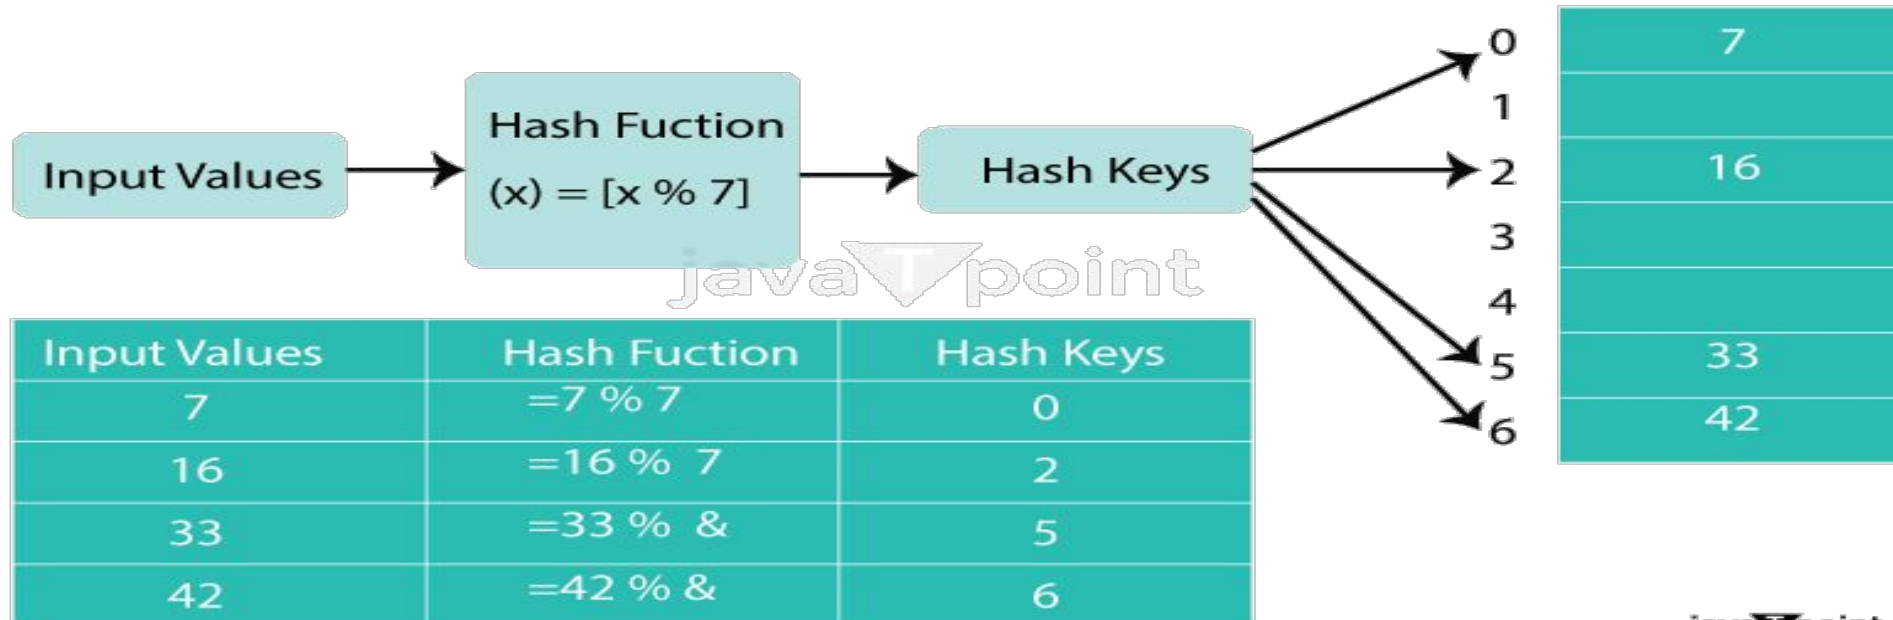 Input Values
Hash Fuction
(x) = [x % 7]
Hash Keys
0
1
2
3
4
5
6
7
16
33
42
javaTpoint
Input Values Hash Fuction Hash Keys
7 =7 % 7 0
16 =16 % 7 2
33 =33 % & 5
42 =42 % & 6